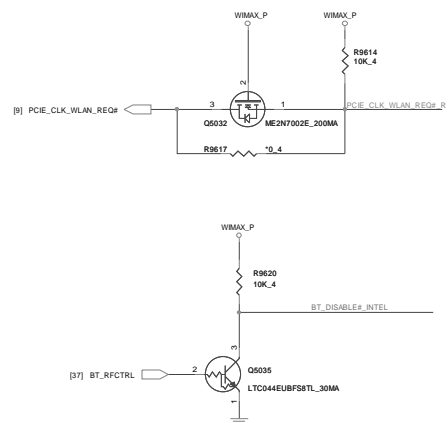 WIMAX_P
WIMAX_P
R9614
10K_4
2
[9] PCIE_CLK_WLAN_REQ#
3
1
PCIE_CLK_WLAN_REQ#_R
Q5032
ME2N7002E_200MA
R9617
*0_4
WIMAX_P
R9620
10K_4
BT_DISABLE#_INTEL
3
[37] BT_RFCTRL
2
Q5035
LTC044EUBFS8TL_30MA
1